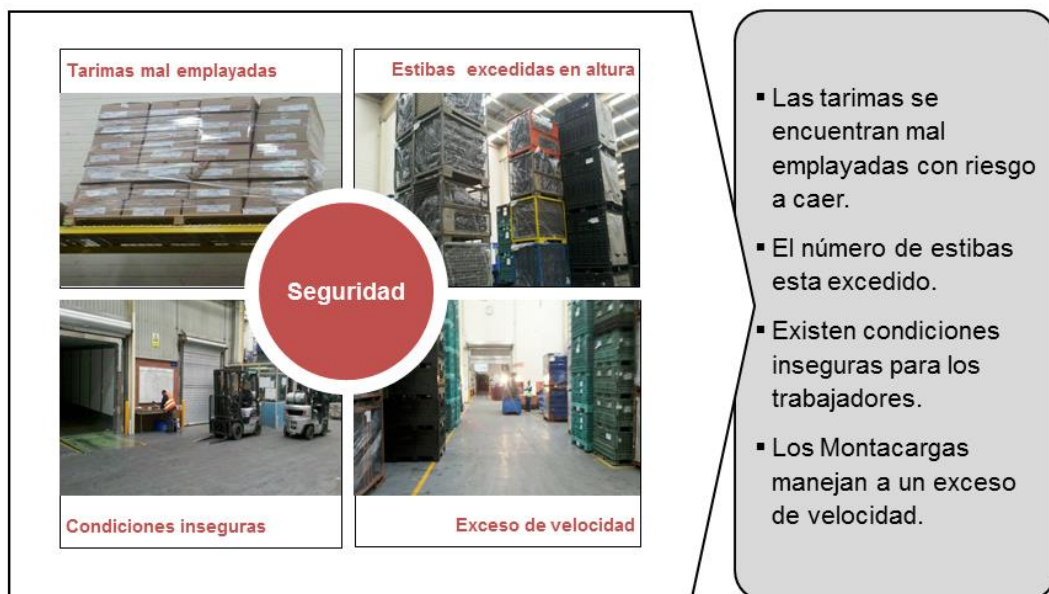 Tarimas mal emplayadas
Estibas excedidas en altura
Seguridad
Condiciones inseguras
Exceso de velocidad
▪ Las tarimas se
encuentran mal
emplayadas con riesgo
a caer.
▪ El número de estibas
esta excedido.
▪ Existen condiciones
inseguras para los
trabajadores.
▪ Los Montacargas
manejan a un exceso
de velocidad.